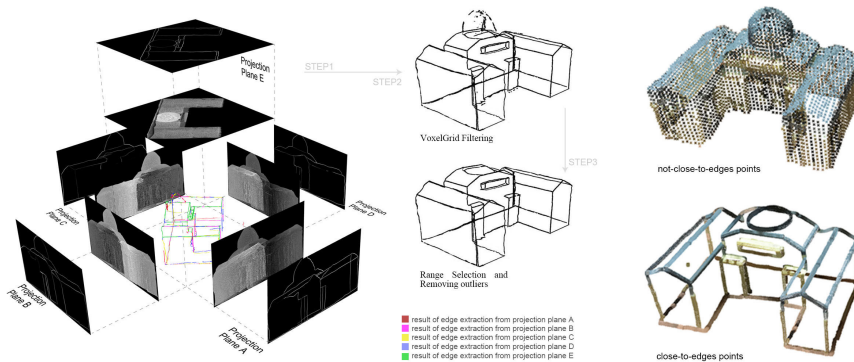 Projection
Plane E
STEP1
STEP2
VoxelGrid Filtering
STEP3
not-close-to-edges points
Projection
Plane C
Projection
Plane D
Projection
Plane B
Projection
Plane A
Range Selection and
Removing outliers
result of edge extraction from projection plane A
result of edge extraction from projection plane B
result of edge extraction from projection plane C
result of edge extraction from projection plane D
result of edge extraction from projection plane E
close-to-edges points